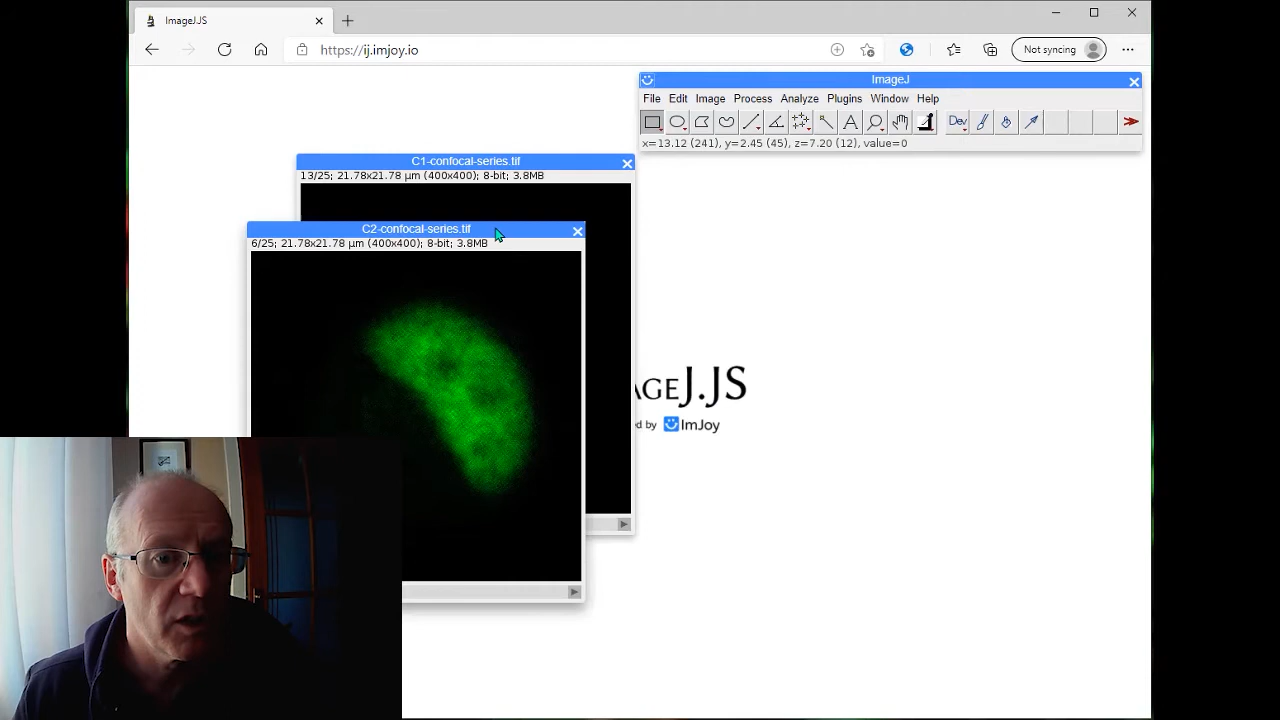 ImageJ.JS
https://ij.imjoy.io
Not syncing
ImageJ
File Edit Image Process Analyze Plugins Window Help
Dev
x=13.12 (241), y=2.45 (45), z=7.20 (12), value=0
C1-confocal-series.tif
13/25; 21.78x21.78 µm (400x400); 8-bit; 3.8MB
C2-confocal-series.tif
6/25; 21.78x21.78 µm (400x400); 8-bit; 3.8MB
AGEJ.JS
ed by ImJoy